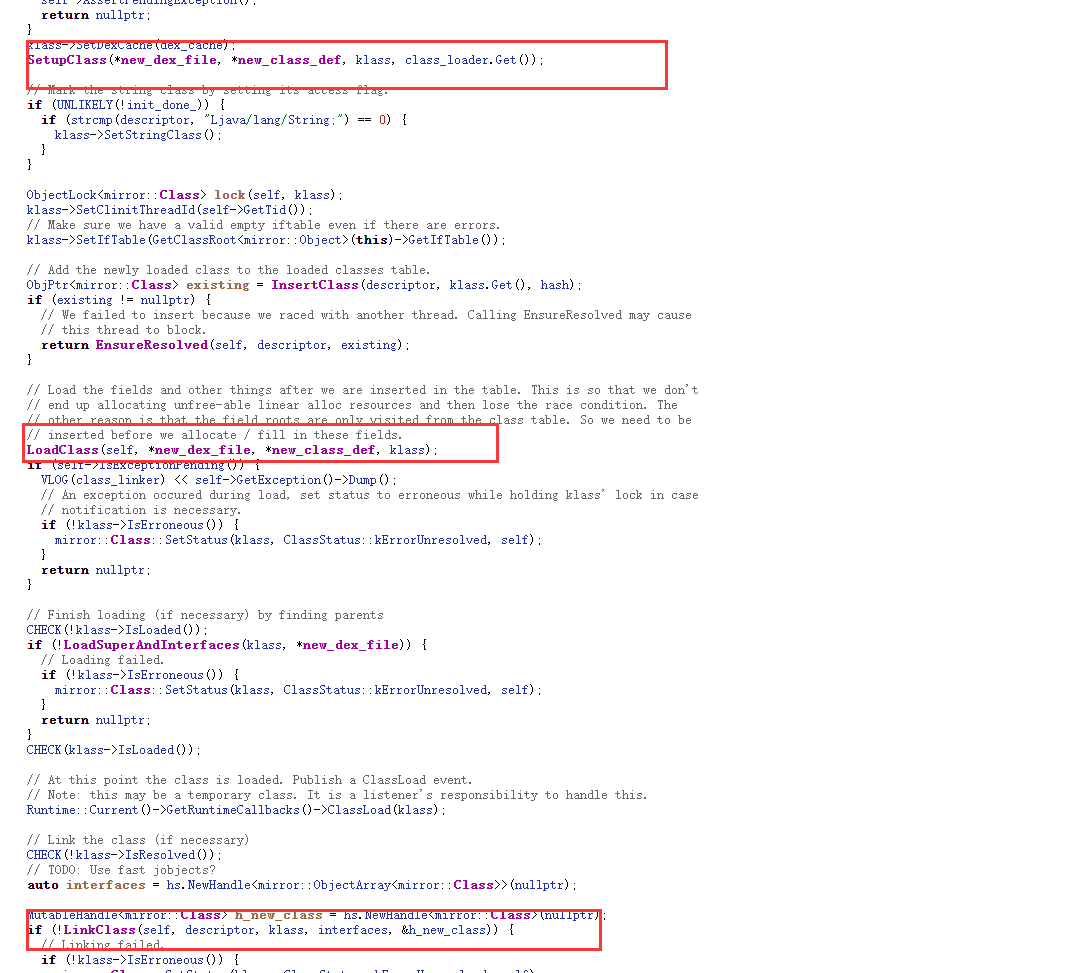 self->AssertPendingException();
return nullptr;
}
klass->SetDexCache(dex_cache);
SetupClass(*new_dex_file, *new_class_def, klass, class_loader.Get());
// Mark the string class by setting its access flag.
if (UNLIKELY(!init_done_)) {
if (strcmp(descriptor, "Ljava/lang/String;") == 0) {
klass->SetStringClass();
}
}
ObjectLock<mirror::Class> lock(self, klass);
klass->SetClinitThreadId(self->GetTid());
// Make sure we have a valid empty iftable even if there are errors.
klass->SetIfTable(GetClassRoot<mirror::Object>(this)->GetIfTable());
// Add the newly loaded class to the loaded classes table.
ObjPtr<mirror::Class> existing = InsertClass(descriptor, klass.Get(), hash);
if (existing != nullptr) {
// We failed to insert because we raced with another thread. Calling EnsureResolved may cause
// this thread to block.
return EnsureResolved(self, descriptor, existing);
}
// Load the fields and other things after we are inserted in the table. This is so that we don't
// end up allocating unfree-able linear alloc resources and then lose the race condition. The
// other reason is that the field roots are only visited from the class table. So we need to be
// inserted before we allocate / fill in these fields.
LoadClass(self, *new_dex_file, *new_class_def, klass);
if (self->IsExceptionPending()) {
VLOG(class_linker) << self->GetException()->Dump();
// An exception occured during load, set status to erroneous while holding klass' lock in case
// notification is necessary.
if (!klass->IsErroneous()) {
mirror::Class::SetStatus(klass, ClassStatus::kErrorUnresolved, self);
}
return nullptr;
}
// Finish loading (if necessary) by finding parents
CHECK(!klass->IsLoaded());
if (!LoadSuperAndInterfaces(klass, *new_dex_file)) {
// Loading failed.
if (!klass->IsErroneous()) {
mirror::Class::SetStatus(klass, ClassStatus::kErrorUnresolved, self);
}
return nullptr;
}
CHECK(klass->IsLoaded());
// At this point the class is loaded. Publish a ClassLoad event.
// Note: this may be a temporary class. It is a listener's responsibility to handle this.
Runtime::Current()->GetRuntimeCallbacks()->ClassLoad(klass);
// Link the class (if necessary)
CHECK(!klass->IsResolved());
// TODO: Use fast jobjects?
auto interfaces = hs.NewHandle<mirror::ObjectArray<mirror::Class>>(nullptr);
MutableHandle<mirror::Class> h_new_class = hs.NewHandle<mirror::Class>(nullptr);
if (!LinkClass(self, descriptor, klass, interfaces, &h_new_class)) {
// Linking failed.
if (!klass->IsErroneous()) {